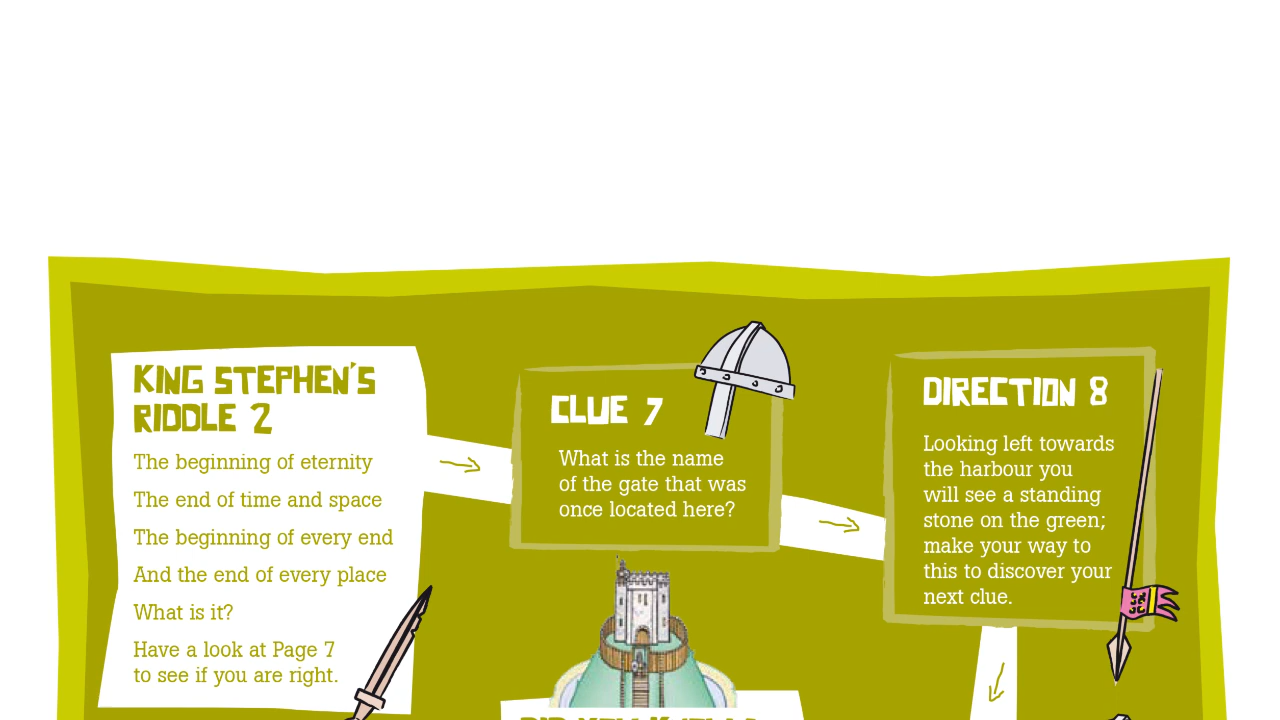 KING STEPHEN'S
RIDDLE 2
The beginning of eternity
The end of time and space
The beginning of every end
And the end of every place
What is it?
Have a look at Page 7
to see if you are right.
CLUE 7
What is the name
of the gate that was
once located here?
DIRECTION 8
Looking left towards
the harbour you
will see a standing
stone on the green;
make your way to
this to discover your
next clue.